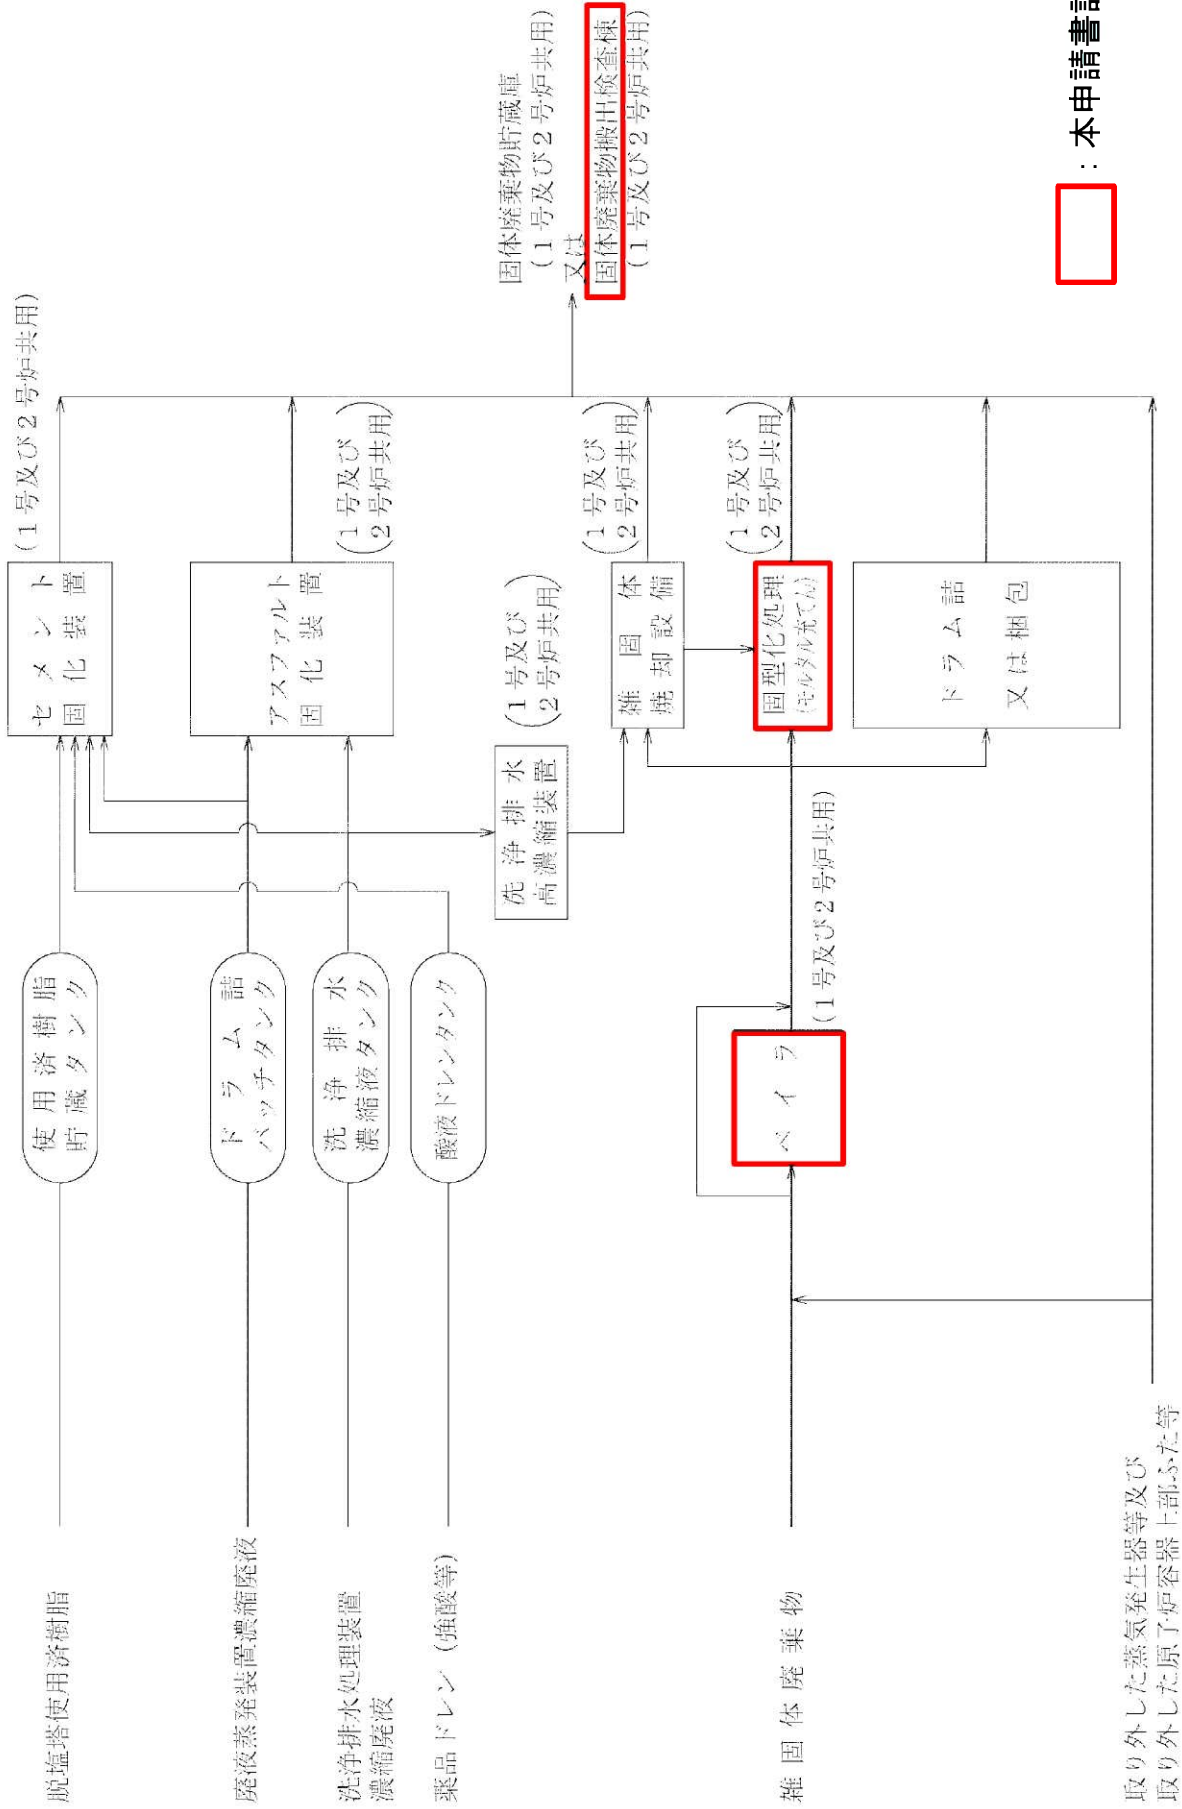 脱塩塔使用済樹脂
使用済樹脂
貯蔵タンク
セメント
固化装置
(1号及び2号炉共用)
廃液蒸発装置濃縮廃液
ドラム詰
バッチタンク
アスファルト
固化装置
(1号及び
2号炉共用)
洗浄排水処理装置
濃縮廃液
洗浄排水
濃縮液タンク
薬品ドレン(強酸等)
酸液ドレンタンク
洗浄排水
高濃縮装置
(1号及び
2号炉共用)
雑固体
焼却設備
(1号及び
2号炉共用)
雑固体廃棄物
ベイラ
(1号及び2号炉共用)
固型化処理
(モルタル充てん)
(1号及び
2号炉共用)
ドラム詰
又は梱包
取り外した蒸気発生器等及び
取り外した原子炉容器上部ふた等
固体廃棄物貯蔵庫
(1号及び2号炉共用)
又は
固体廃棄物搬出検査棟
(1号及び2号炉共用)
:本申請書